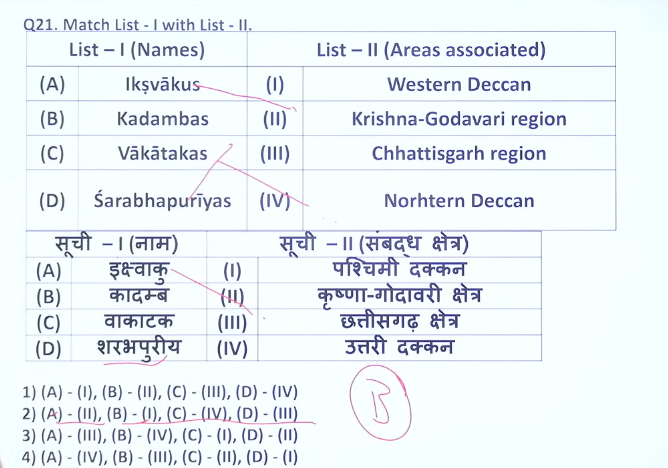 Q21. Match List - I with List - II.
List – I (Names) List – II (Areas associated)
(A) Ikṣvākus (I) Western Deccan
(B) Kadambas (II) Krishna-Godavari region
(C) Vākātakas (III) Chhattisgarh region
(D) Śarabhapurīyas (IV) Norhtern Deccan
सूची –I (नाम) सूची –II (संबद्ध क्षेत्र)
(A) इक्ष्वाकु (I) पश्चिमी दक्कन
(B) कादम्ब (II) कृष्णा-गोदावरी क्षेत्र
(C) वाकाटक (III) छत्तीसगढ़ क्षेत्र
(D) शरभपुरीय (IV) उत्तरी दक्कन
1) (A) - (I), (B) - (II), (C) - (III), (D) - (IV)
2) (A) - (II), (B) - (I), (C) - (IV), (D) - (III)
3) (A) - (III), (B) - (IV), (C) - (I), (D) - (II)
4) (A) - (IV), (B) - (III), (C) - (II), (D) - (I)
B